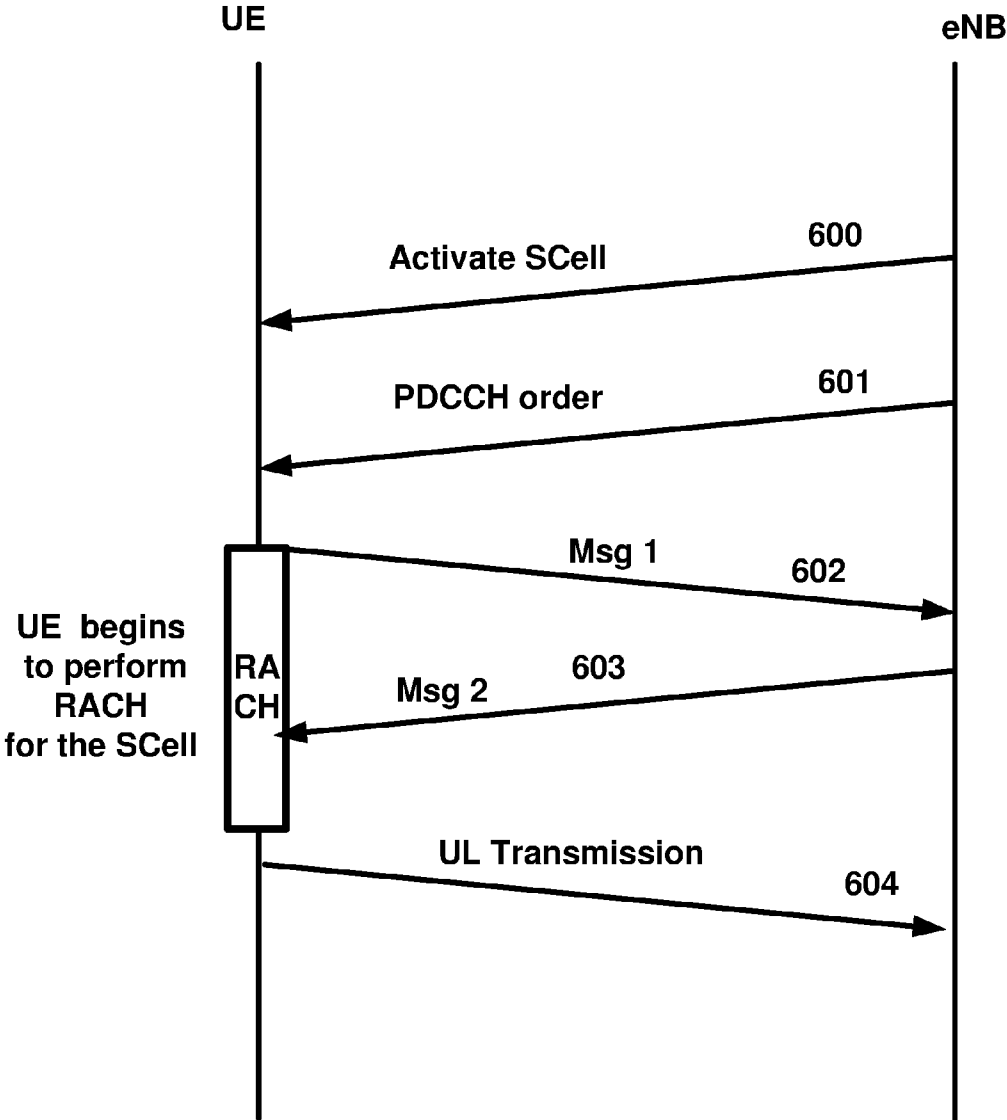 UE
eNB
600
Activate SCell
601
PDCCH order
Msg 1
602
UE begins
to perform
RACH
for the SCell
RA
CH
603
Msg 2
UL Transmission
604